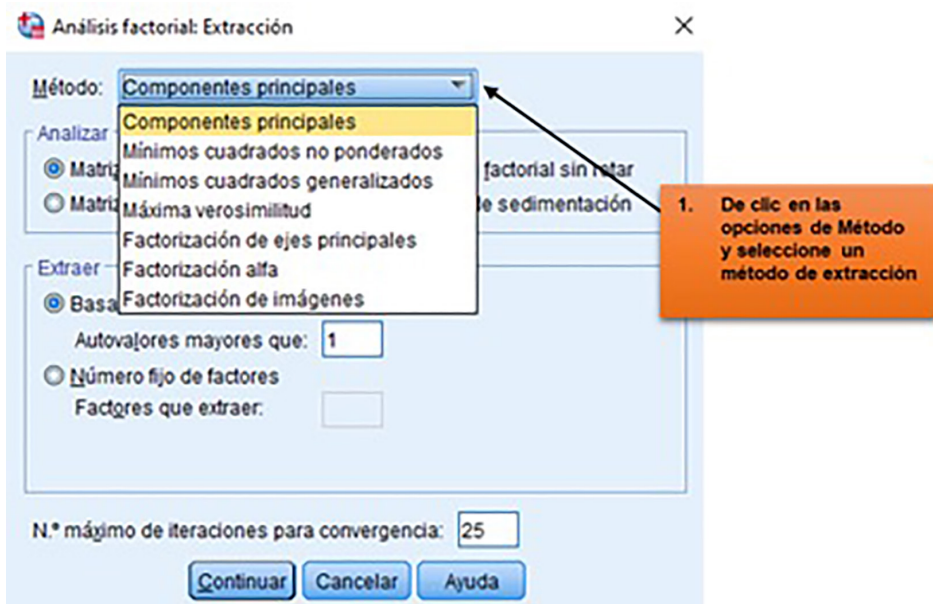 Análisis factorial: Extracción
Método: Componentes principales
Componentes principales
Mínimos cuadrados no ponderados
Mínimos cuadrados generalizados
Máxima verosimilitud
Factorización de ejes principales
Factorización alfa
Factorización de imágenes
Analizar
Matriz
factorial sin rotar
Matriz
de sedimentación
1. De clic en las
opciones de Método
y seleccione un
método de extracción
Extraer
Basa
Autovalores mayores que: 1
Número fijo de factores
Factores que extraer:
N.º máximo de iteraciones para convergencia: 25
Continuar Cancelar Ayuda